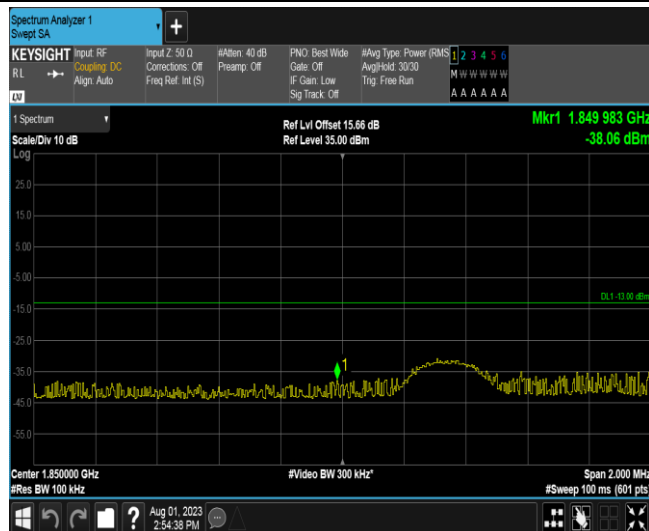 Spectrum Analyzer 1
Swept SA
+
KEYSIGHT
RL
LXI
Input: RF
Coupling: DC
Align: Auto
Input Z: 50 Ω
Corrections: Off
Freq Ref: Int (S)
#Atten: 40 dB
Preamp: Off
PNO: Best Wide
Gate: Off
IF Gain: Low
Sig Track: Off
#Avg Type: Power (RMS
Avg|Hold: 30/30
Trig: Free Run
1 2 3 4 5 6
M W W W W W
A A A A A A
1 Spectrum
Scale/Div 10 dB
Log
Ref Lvl Offset 15.66 dB
Ref Level 35.00 dBm
Mkr1 1.849 983 GHz
-38.06 dBm
25.0
15.0
5.00
-5.00
DL1 -13.00 dBm
-15.0
-25.0
1
-35.0
-45.0
-55.0
Center 1.850000 GHz
#Res BW 100 kHz
#Video BW 300 kHz*
Span 2.000 MHz
#Sweep 100 ms (601 pts)
?
Aug 01, 2023
2:54:38 PM